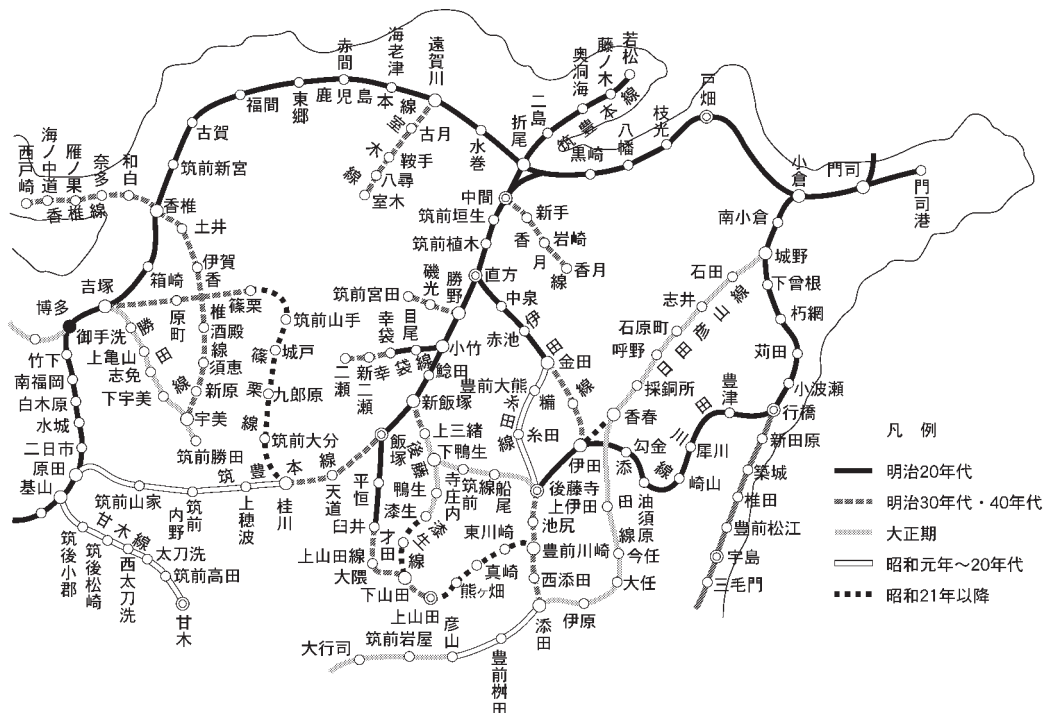 西戸崎
海ノ中道
雁ノ巣
奈多
和白
香椎線
香椎
筑前新宮
古賀
福間
東郷
赤間
海老津
遠賀川
鹿児島本線
室木線
古月
鞍手
八尋
室木
水巻
折尾
二島
奥洞海
藤ノ木
若松
筑豊本線
黒崎
八幡
枝光
戸畑
小倉
門司
門司港
中間
筑前垣生
筑前植木
新手
岩崎
香月
香月線
南小倉
城野
石田
志井
石原町
呼野
採銅所
香春
日田彦山線
下曾根
朽網
苅田
小波瀬
行橋
豊津
新田原
築城
椎田
豊前松江
宇島
三毛門
土井
伊賀
酒殿
須恵
新原
宇美
香椎線
箱崎
吉塚
博多
原町
篠栗
筑前山手
城戸
九郎原
筑前大分
篠栗線
御手洗
上亀山
志免
下宇美
筑前勝田
勝田線
竹下
南福岡
白木原
水城
二日市
原田
基山
筑前山家
筑前内野
上穂波
桂川
天道
筑豊本線
甘木線
筑後小郡
筑後松崎
西太刀洗
太刀洗
筑前高田
甘木
直方
勝野
磯光
筑前宮田
小竹
目尾
幸袋
新二瀬
二瀬
幸袋線
鯰田
新飯塚
飯塚
平恒
臼井
大隈
下山田
上山田
上山田線
才田
上三緒
下鴨生
鴨生
漆生
漆生線
後藤寺線
筑前庄内
船尾
後藤寺
中泉
赤池
金田
伊田線
豊前大熊
糒
糸田
糸田線
伊田
上伊田
勾金
油須原
崎山
犀川
田川線
添田線
今任
大任
伊原
添田
池尻
豊前川崎
西添田
東川崎
真崎
熊ヶ畑
豊前桝田
彦山
筑前岩屋
大行司
凡例
明治20年代
明治30年代・40年代
大正期
昭和元年〜20年代
昭和21年以降